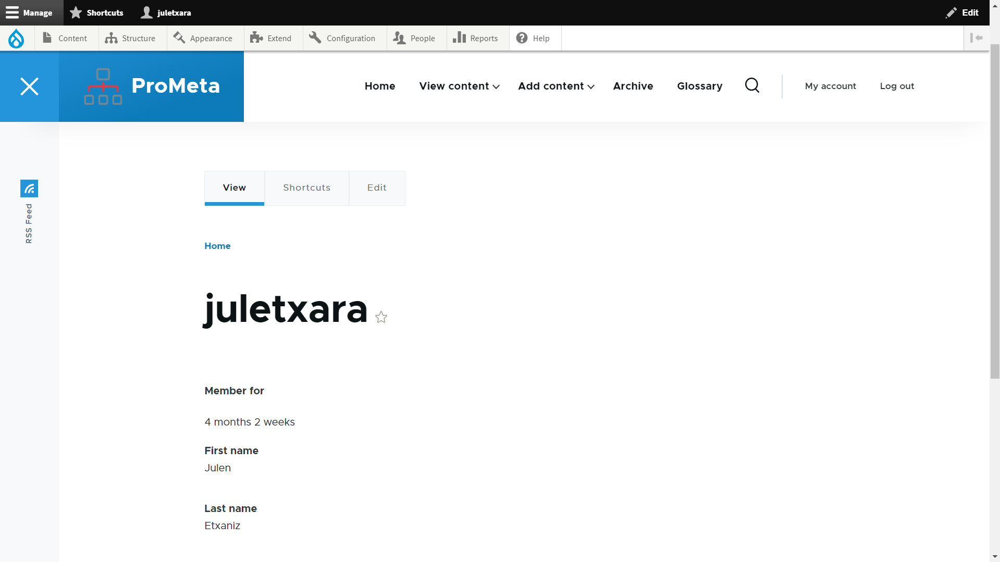 Manage Shortcuts juletxara Edit
Content Structure Appearance Extend Configuration People Reports Help
ProMeta Home View content Add content Archive Glossary My account Log out
View Shortcuts Edit
RSS Feed
Home
juletxara
Member for
4 months 2 weeks
First name
Julen
Last name
Etxaniz